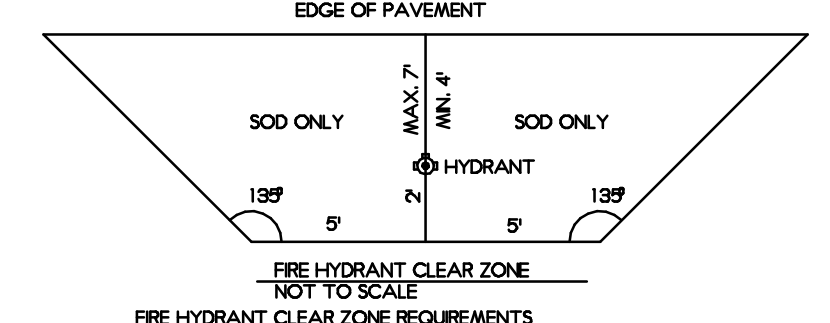 EDGE OF PAVEMENT
MAX. 7'
MIN. 4'
SOD ONLY
SOD ONLY
HYDRANT
135°
2'
135°
5'
5'
FIRE HYDRANT CLEAR ZONE
NOT TO SCALE
FIRE HYDRANT CLEAR ZONE REQUIREMENTS